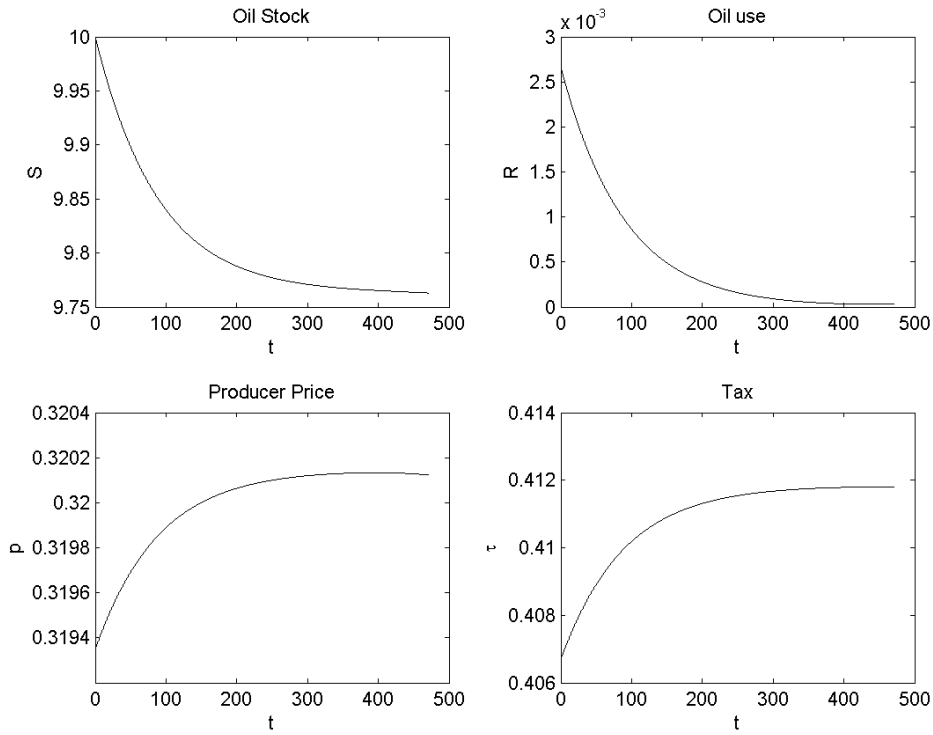 Oil Stock
10
9.95
9.9
9.85
9.8
9.75
S
0 100 200 300 400 500
t
Oil use
x 10-3
3
2.5
2
1.5
1
0.5
0
R
0 100 200 300 400 500
t
Producer Price
0.3204
0.3202
0.32
0.3198
0.3196
0.3194
p
0 100 200 300 400 500
t
Tax
0.414
0.412
0.41
0.408
0.406
τ
0 100 200 300 400 500
t